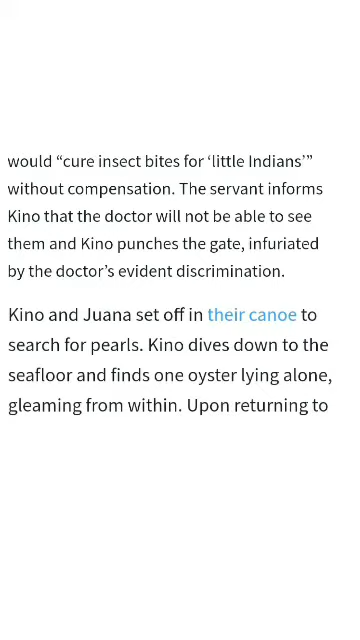 would “cure insect bites for ‘little Indians’”
without compensation. The servant informs
Kino that the doctor will not be able to see
them and Kino punches the gate, infuriated
by the doctor’s evident discrimination.
Kino and Juana set off in their canoe to
search for pearls. Kino dives down to the
seafloor and finds one oyster lying alone,
gleaming from within. Upon returning to